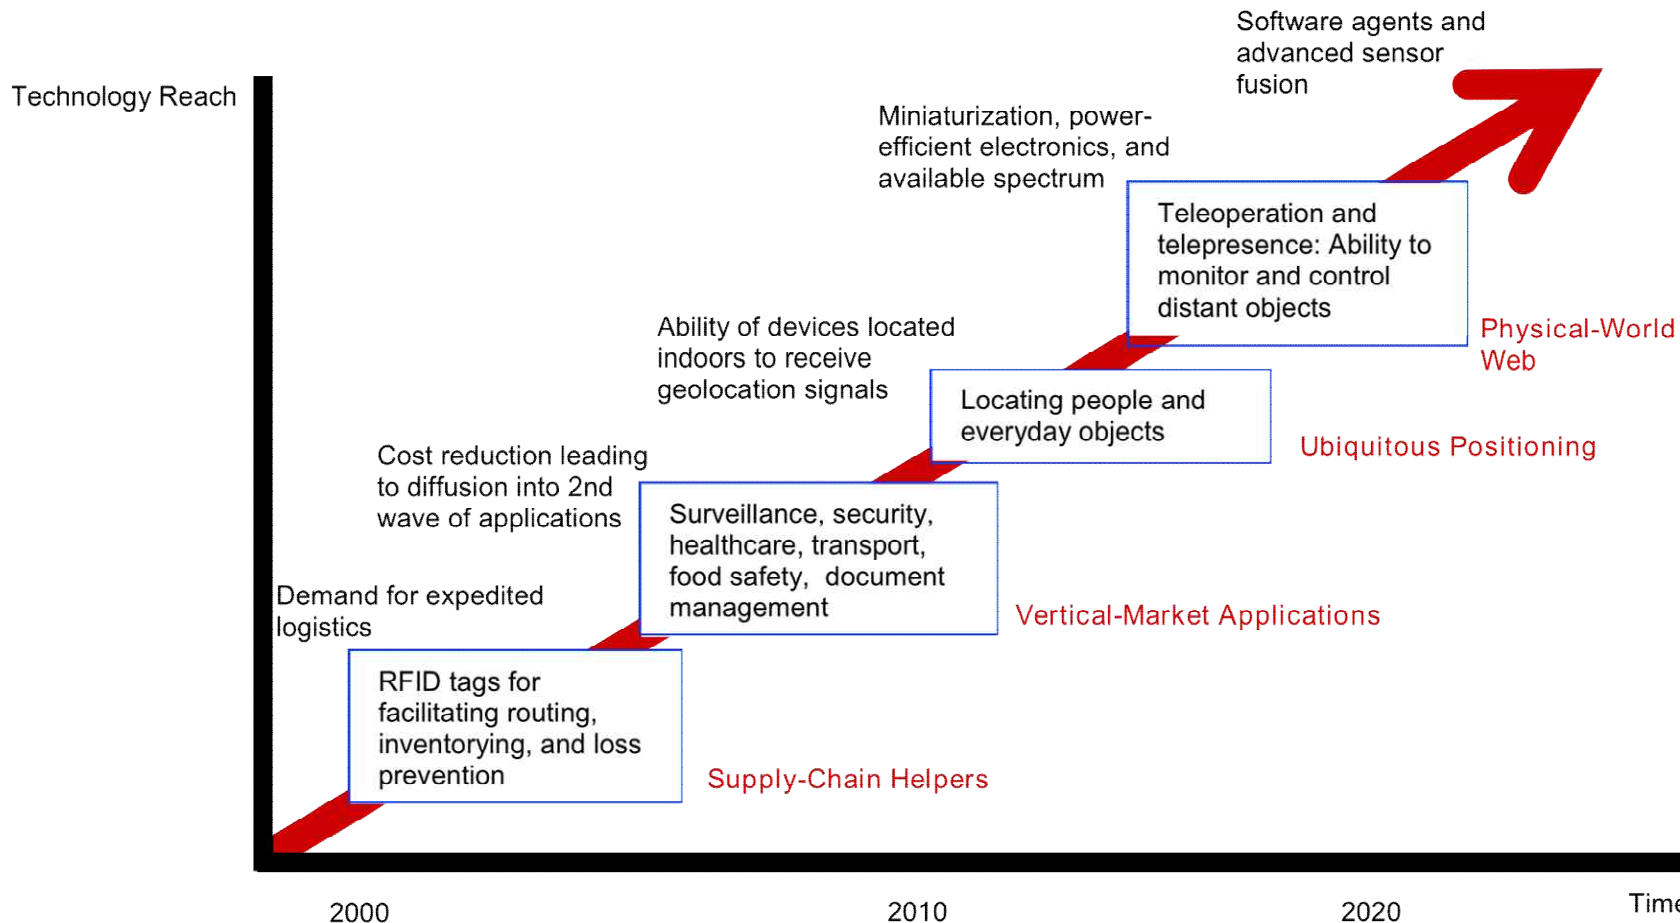 Software agents and
advanced sensor
fusion
Technology Reach
Miniaturization, power-
efficient electronics, and
available spectrum
Teleoperation and
telepresence: Ability to
monitor and control
distant objects
Physical-World
Web
Ability of devices located
indoors to receive
geolocation signals
Locating people and
everyday objects
Ubiquitous Positioning
Cost reduction leading
to diffusion into 2nd
wave of applications
Surveillance, security,
healthcare, transport,
food safety, document
management
Vertical-Market Applications
Demand for expedited
logistics
RFID tags for
facilitating routing,
inventorying, and loss
prevention
Supply-Chain Helpers
2000
2010
2020
Time